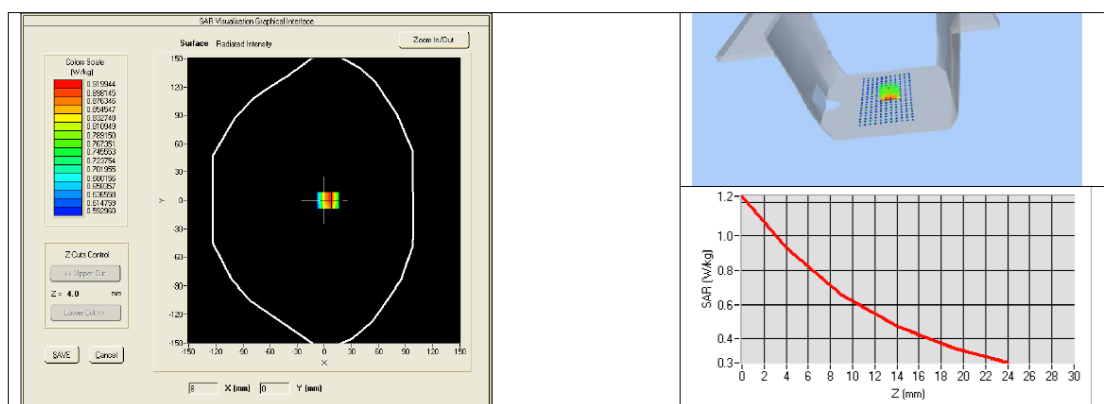 SAR Visualisation Graphical Interface
Surface Radiated Intensity
Zoom In/Out
Colors Scale
(W/kg)
0.919944
0.898145
0.876346
0.854547
0.832748
0.810949
0.789150
0.767351
0.745553
0.723754
0.701955
0.680156
0.658357
0.636558
0.614759
0.592960
Z-Cuts Control
<< Upper Cut
Z = 4.0 mm
Lower Cut >>
SAVE Cancel
150
120
90
60
30
0
-30
-60
-90
-120
-150
Y
-150 -120 -90 -60 -30 0 30 60 90 120 150
X
8 X (mm) 0 Y (mm)
1.2
1.0
0.8
0.6
0.4
0.3
SAR (W/kg)
0 2 4 6 8 10 12 14 16 18 20 22 24 26 28 30
Z (mm)